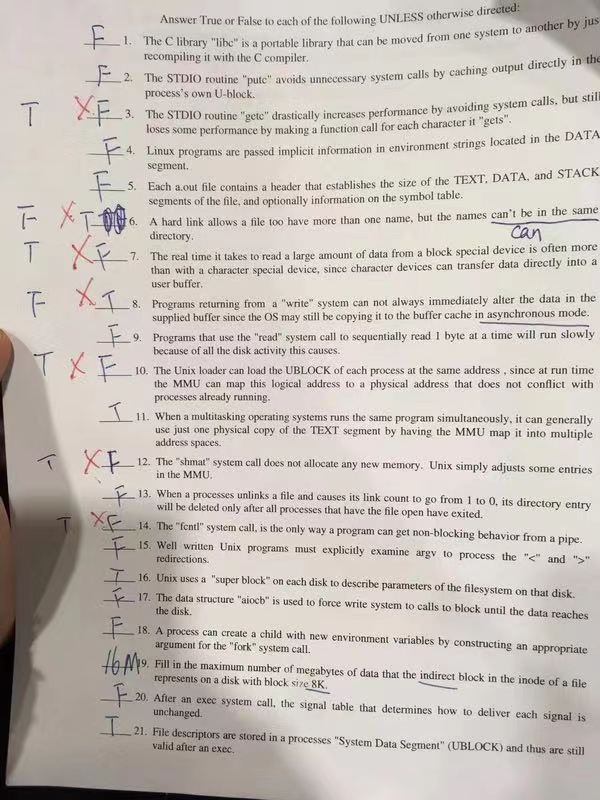 Answer True or False to each of the following UNLESS otherwise directed:
F 1. The C library "libc" is a portable library that can be moved from one system to another by jus
recompiling it with the C compiler.
F 2. The STDIO routine "putc" avoids unnecessary system calls by caching output directly in the
process's own U-block.
T X F 3. The STDIO routine "getc" drastically increases performance by avoiding system calls, but still
loses some performance by making a function call for each character it "gets".
F 4. Linux programs are passed implicit information in environment strings located in the DATA
segment.
F 5. Each a.out file contains a header that establishes the size of the TEXT, DATA, and STACK
segments of the file, and optionally information on the symbol table.
F X T 6. A hard link allows a file too have more than one name, but the names can't be in the same
directory. can
T X F 7. The real time it takes to read a large amount of data from a block special device is often more
than with a character special device, since character devices can transfer data directly into a
user buffer.
F X T 8. Programs returning from a "write" system can not always immediately alter the data in the
supplied buffer since the OS may still be copying it to the buffer cache in asynchronous mode.
F 9. Programs that use the "read" system call to sequentially read 1 byte at a time will run slowly
because of all the disk activity this causes.
T X F 10. The Unix loader can load the UBLOCK of each process at the same address , since at run time
the MMU can map this logical address to a physical address that does not conflict with
processes already running.
T 11. When a multitasking operating systems runs the same program simultaneously, it can generally
use just one physical copy of the TEXT segment by having the MMU map it into multiple
address spaces.
T X F 12. The "shmat" system call does not allocate any new memory. Unix simply adjusts some entries
in the MMU.
F 13. When a processes unlinks a file and causes its link count to go from 1 to 0, its directory entry
will be deleted only after all processes that have the file open have exited.
T X F 14. The "fcntl" system call, is the only way a program can get non-blocking behavior from a pipe.
F 15. Well written Unix programs must explicitly examine argv to process the "<" and ">"
redirections.
T 16. Unix uses a "super block" on each disk to describe parameters of the filesystem on that disk.
F 17. The data structure "aiocb" is used to force write system to calls to block until the data reaches
the disk.
F 18. A process can create a child with new environment variables by constructing an appropriate
argument for the "fork" system call.
16M 19. Fill in the maximum number of megabytes of data that the indirect block in the inode of a file
represents on a disk with block size 8K.
F 20. After an exec system call, the signal table that determines how to deliver each signal is
unchanged.
T 21. File descriptors are stored in a processes "System Data Segment" (UBLOCK) and thus are still
valid after an exec.